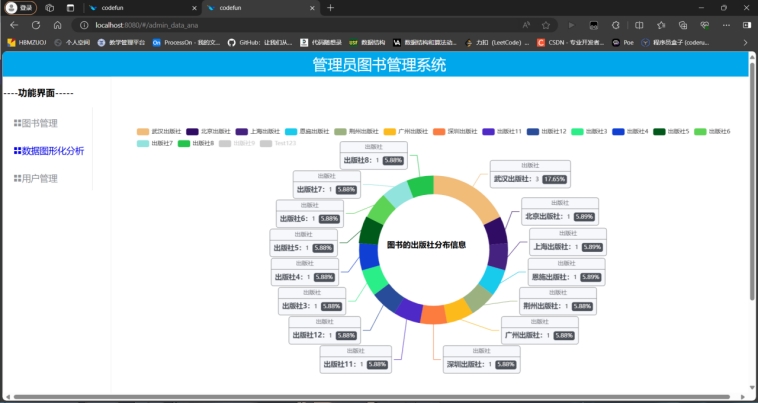 登录
codefun
codefun
localhost:8080/#/admin_data_ana
HBMZUOJ 个人空间 教学管理平台 ProcessOn - 我的文... GitHub: 让我们从... 代码随想录 数据结构 数据结构和算法动... 力扣 (LeetCode) ... CSDN - 专业开发者... Poe 程序员盒子 (coderu...
管理员图书管理系统
----功能界面-----
图书管理
数据图形化分析
用户管理
武汉出版社 北京出版社 上海出版社 恩施出版社 荆州出版社 广州出版社 深圳出版社 出版社11 出版社12 出版社3 出版社4 出版社5 出版社6
出版社7 出版社8 出版社9 Test123
出版社
出版社8: 1 5.88%
出版社
武汉出版社: 3 17.65%
出版社
出版社7: 1 5.88%
出版社
出版社6: 1 5.88%
出版社
北京出版社: 1 5.89%
出版社
出版社5: 1 5.88%
出版社
上海出版社: 1 5.89%
图书的出版社分布信息
出版社
出版社4: 1 5.88%
出版社
恩施出版社: 1 5.89%
出版社
出版社3: 1 5.88%
出版社
荆州出版社: 1 5.88%
出版社
出版社12: 1 5.88%
出版社
广州出版社: 1 5.88%
出版社
出版社11: 1 5.88%
出版社
深圳出版社: 1 5.88%